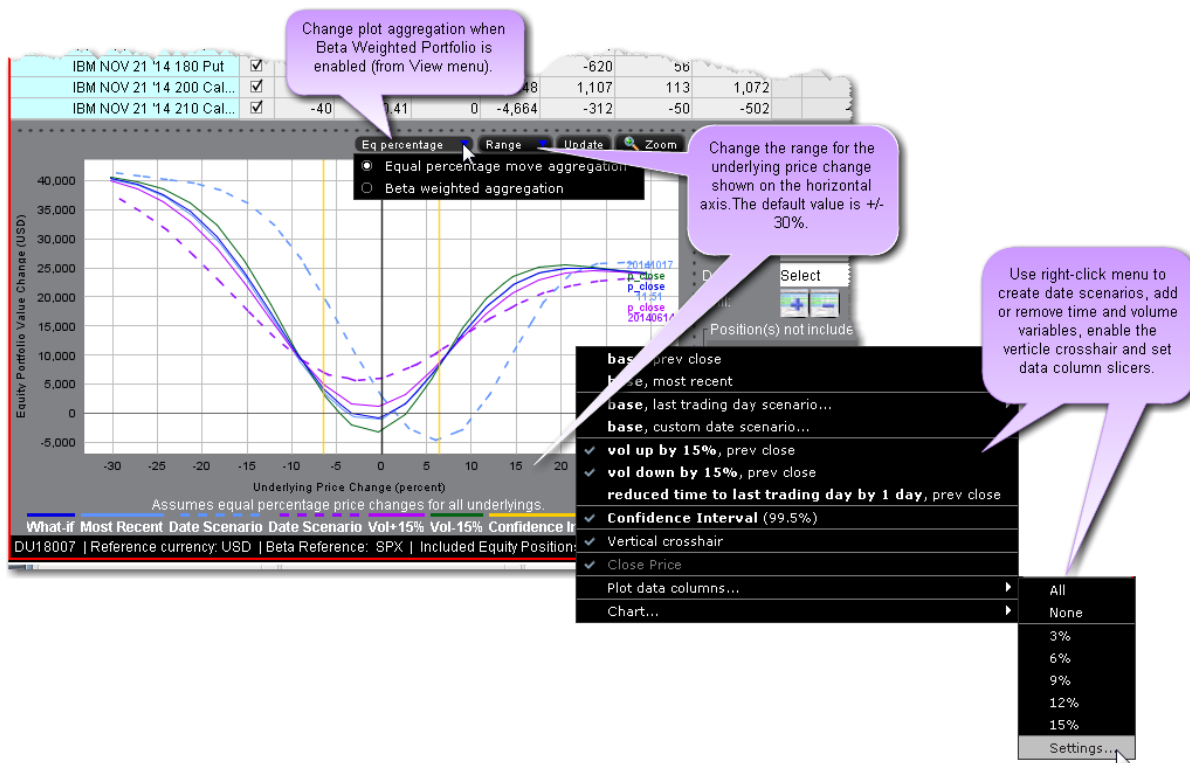 Change plot aggregation when
Beta Weighted Portfolio is
enabled (from View menu).
IBM NOV 21 '14 180 Put -620 56
IBM NOV 21 '14 200 Cal... 48 1,107 113 1,072
IBM NOV 21 '14 210 Cal... -40 0.41 0 -4,664 -312 -50 -502
Eq percentage Range Update Zoom
Equal percentage move aggregation
Beta weighted aggregation
Change the range for the
underlying price change
shown on the horizontal
axis.The default value is +/-
30%.
Equity Portfolio Value Change (USD)
40,000
35,000
30,000
25,000
20,000
15,000
10,000
5,000
0
-5,000
20141017
p_close
p_close
11:51
p_close
20140614
-30 -25 -20 -15 -10 -5 0 5 10 15 20
Underlying Price Change (percent)
Assumes equal percentage price changes for all underlyings.
What-if Most Recent Date Scenario Date Scenario Vol+15% Vol-15% Confidence In
DU18007 | Reference currency: USD | Beta Reference: SPX | Included Equity Positions
Select
+ -
Position(s) not include
Use right-click menu to
create data scenarios, add
or remove time and volume
variables, enable the
verticle crosshair and set
data column slicers.
base, prev close
base, most recent
base, last trading day scenario...
base, custom date scenario...
vol up by 15%, prev close
vol down by 15%, prev close
reduced time to last trading day by 1 day, prev close
Confidence Interval (99.5%)
Vertical crosshair
Close Price
Plot data columns...
Chart...
All
None
3%
6%
9%
12%
15%
Settings...